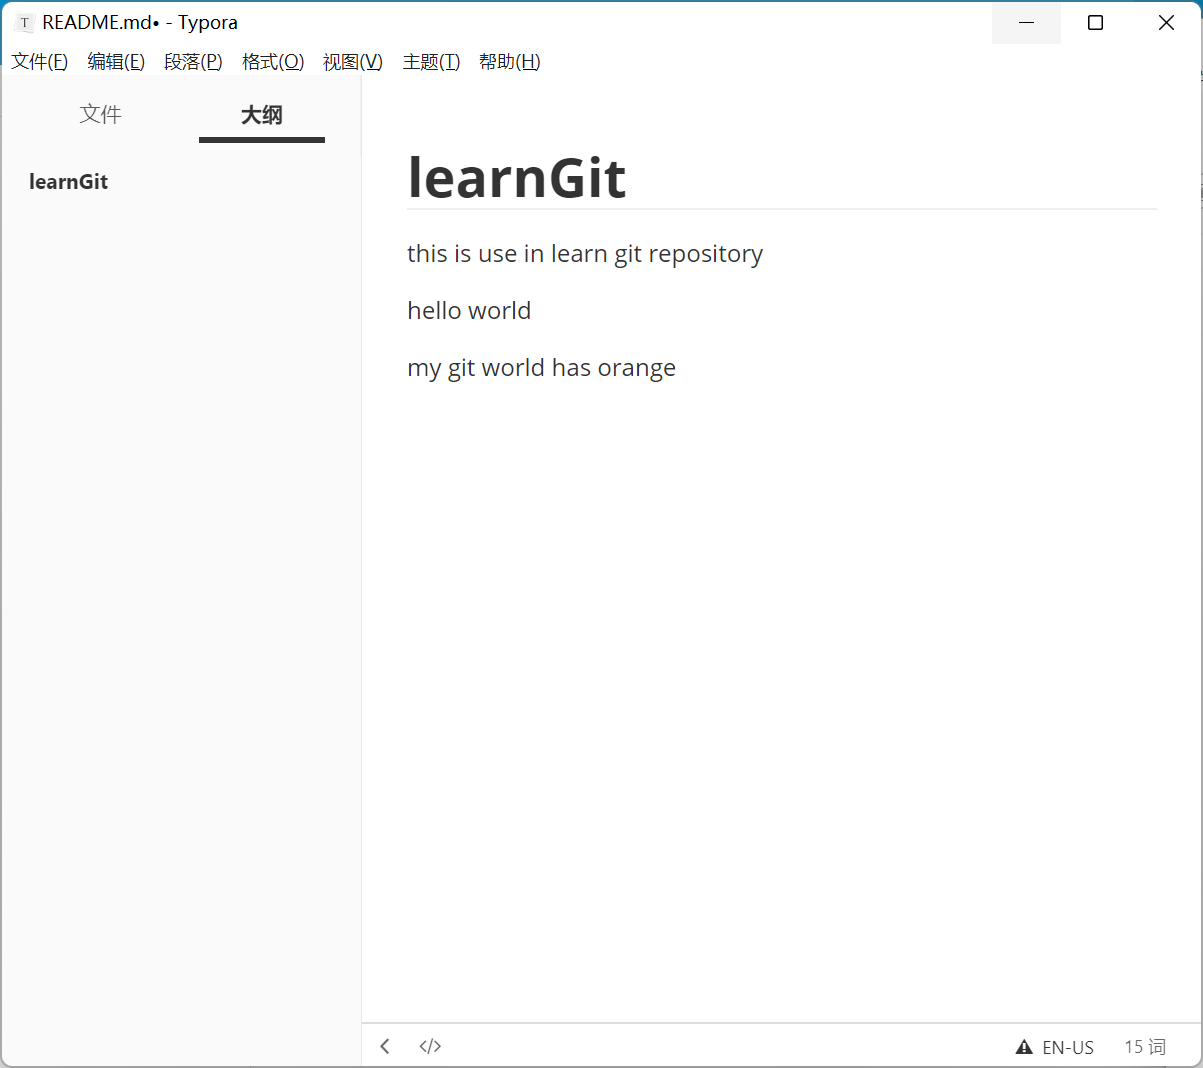 T README.md• - Typora
文件(F) 编辑(E) 段落(P) 格式(O) 视图(V) 主题(T) 帮助(H)
文件 大纲
learnGit
learnGit
this is use in learn git repository
hello world
my git world has orange
</> EN-US 15 词